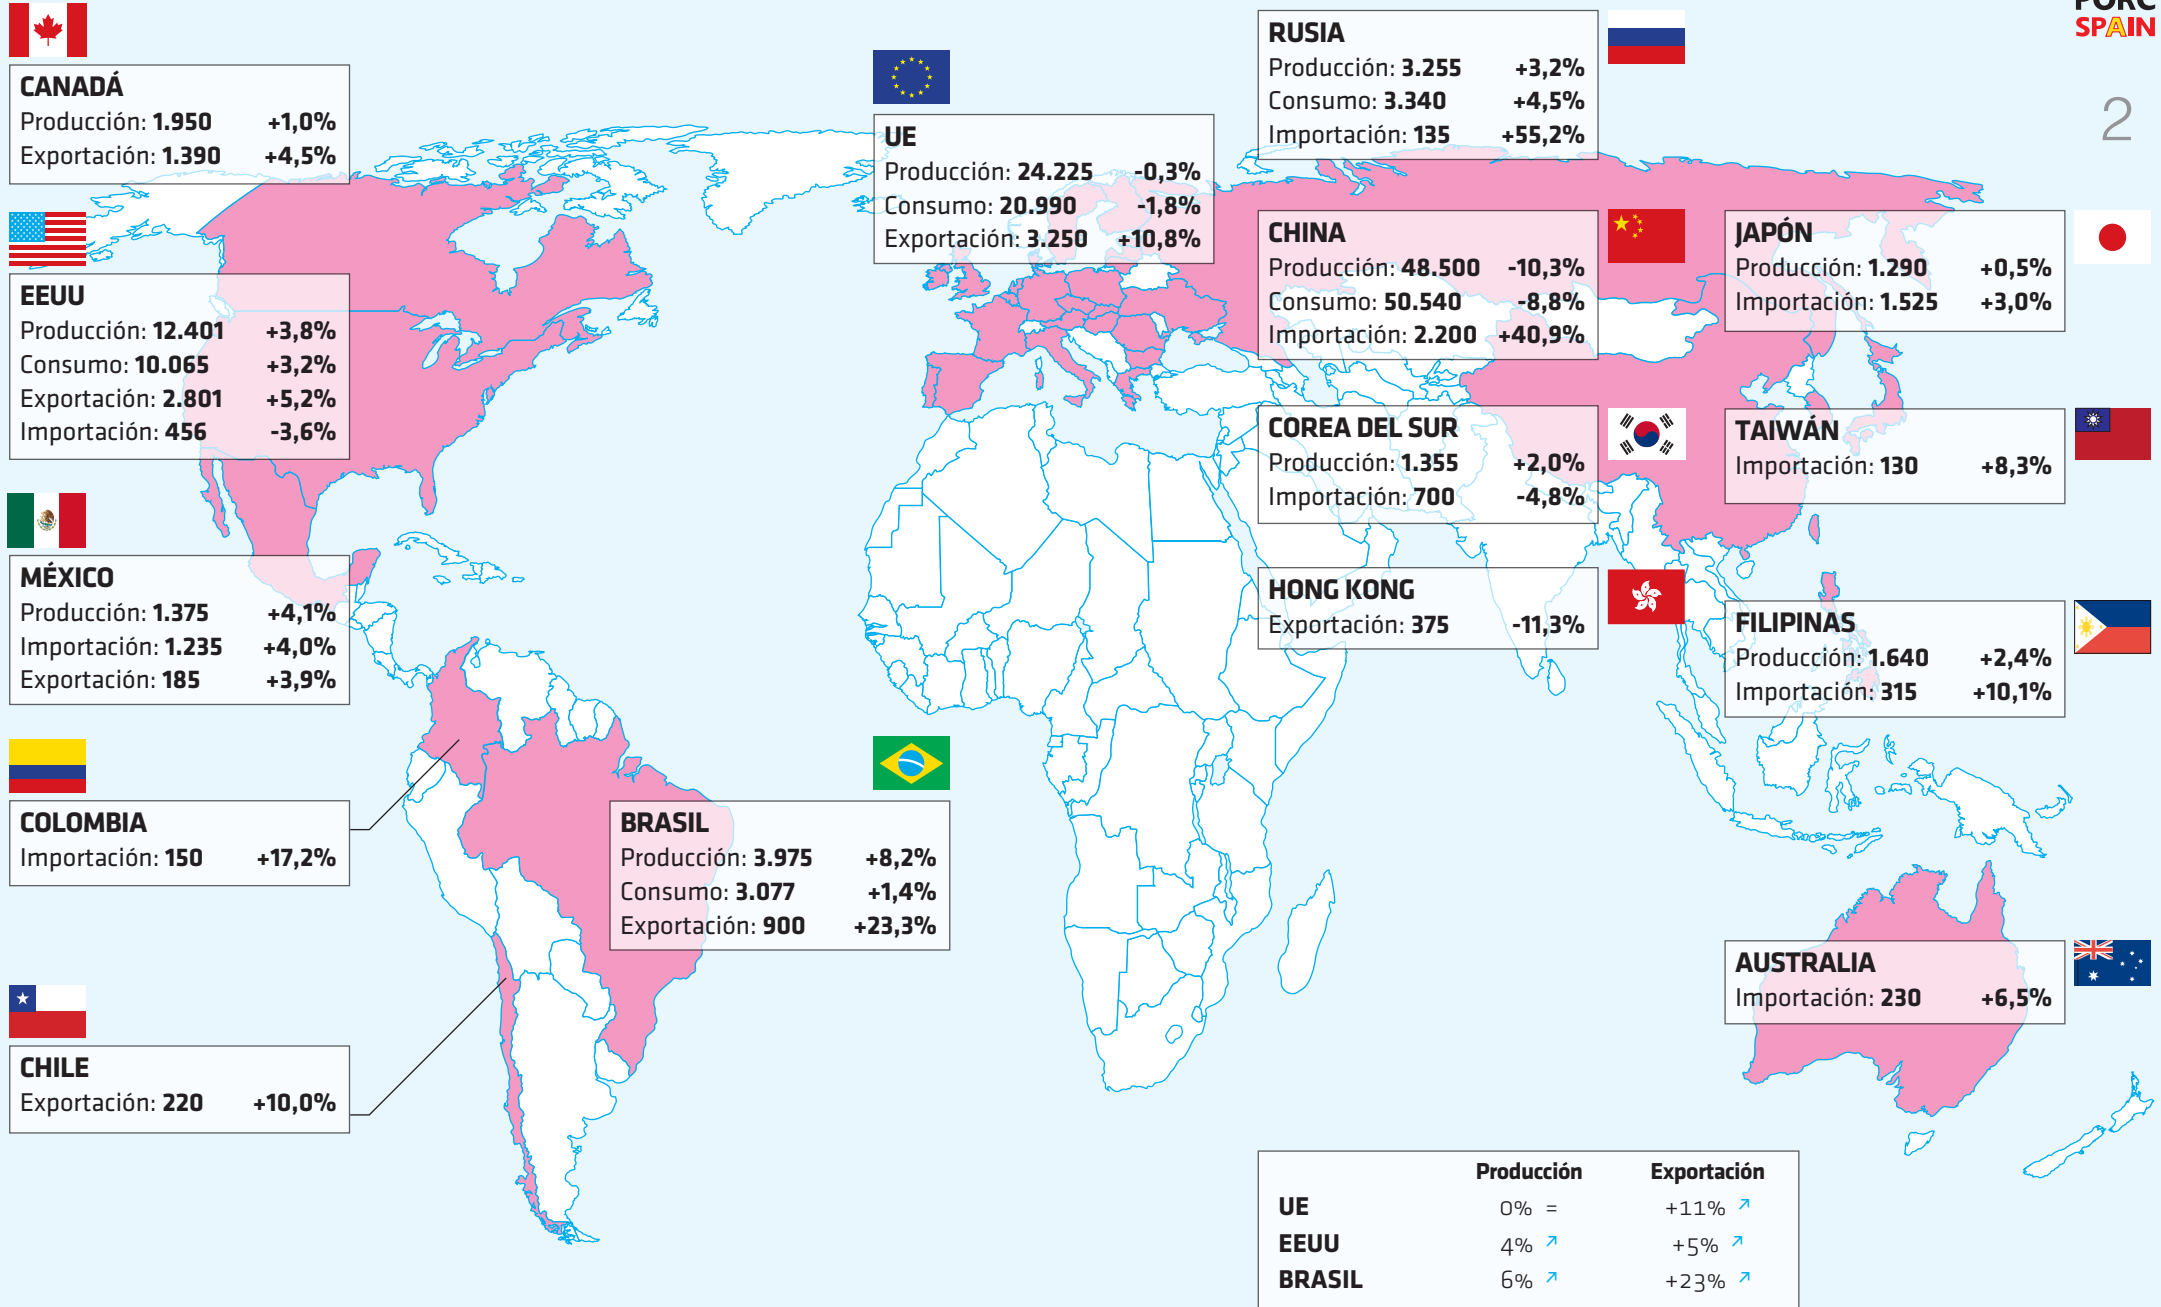 PORC
SPAIN
2
CANADÁ
Producción: 1.950 +1,0%
Exportación: 1.390 +4,5%
EEUU
Producción: 12.401 +3,8%
Consumo: 10.065 +3,2%
Exportación: 2.801 +5,2%
Importación: 456 -3,6%
MÉXICO
Producción: 1.375 +4,1%
Importación: 1.235 +4,0%
Exportación: 185 +3,9%
COLOMBIA
Importación: 150 +17,2%
CHILE
Exportación: 220 +10,0%
UE
Producción: 24.225 -0,3%
Consumo: 20.990 -1,8%
Exportación: 3.250 +10,8%
BRASIL
Producción: 3.975 +8,2%
Consumo: 3.077 +1,4%
Exportación: 900 +23,3%
RUSIA
Producción: 3.255 +3,2%
Consumo: 3.340 +4,5%
Importación: 135 +55,2%
CHINA
Producción: 48.500 -10,3%
Consumo: 50.540 -8,8%
Importación: 2.200 +40,9%
COREA DEL SUR
Producción: 1.355 +2,0%
Importación: 700 -4,8%
HONG KONG
Exportación: 375 -11,3%
JAPÓN
Producción: 1.290 +0,5%
Importación: 1.525 +3,0%
TAIWÁN
Importación: 130 +8,3%
FILIPINAS
Producción: 1.640 +2,4%
Importación: 315 +10,1%
AUSTRALIA
Importación: 230 +6,5%
Producción Exportación
UE 0% = +11% ↗
EEUU 4% ↗ +5% ↗
BRASIL 6% ↗ +23% ↗